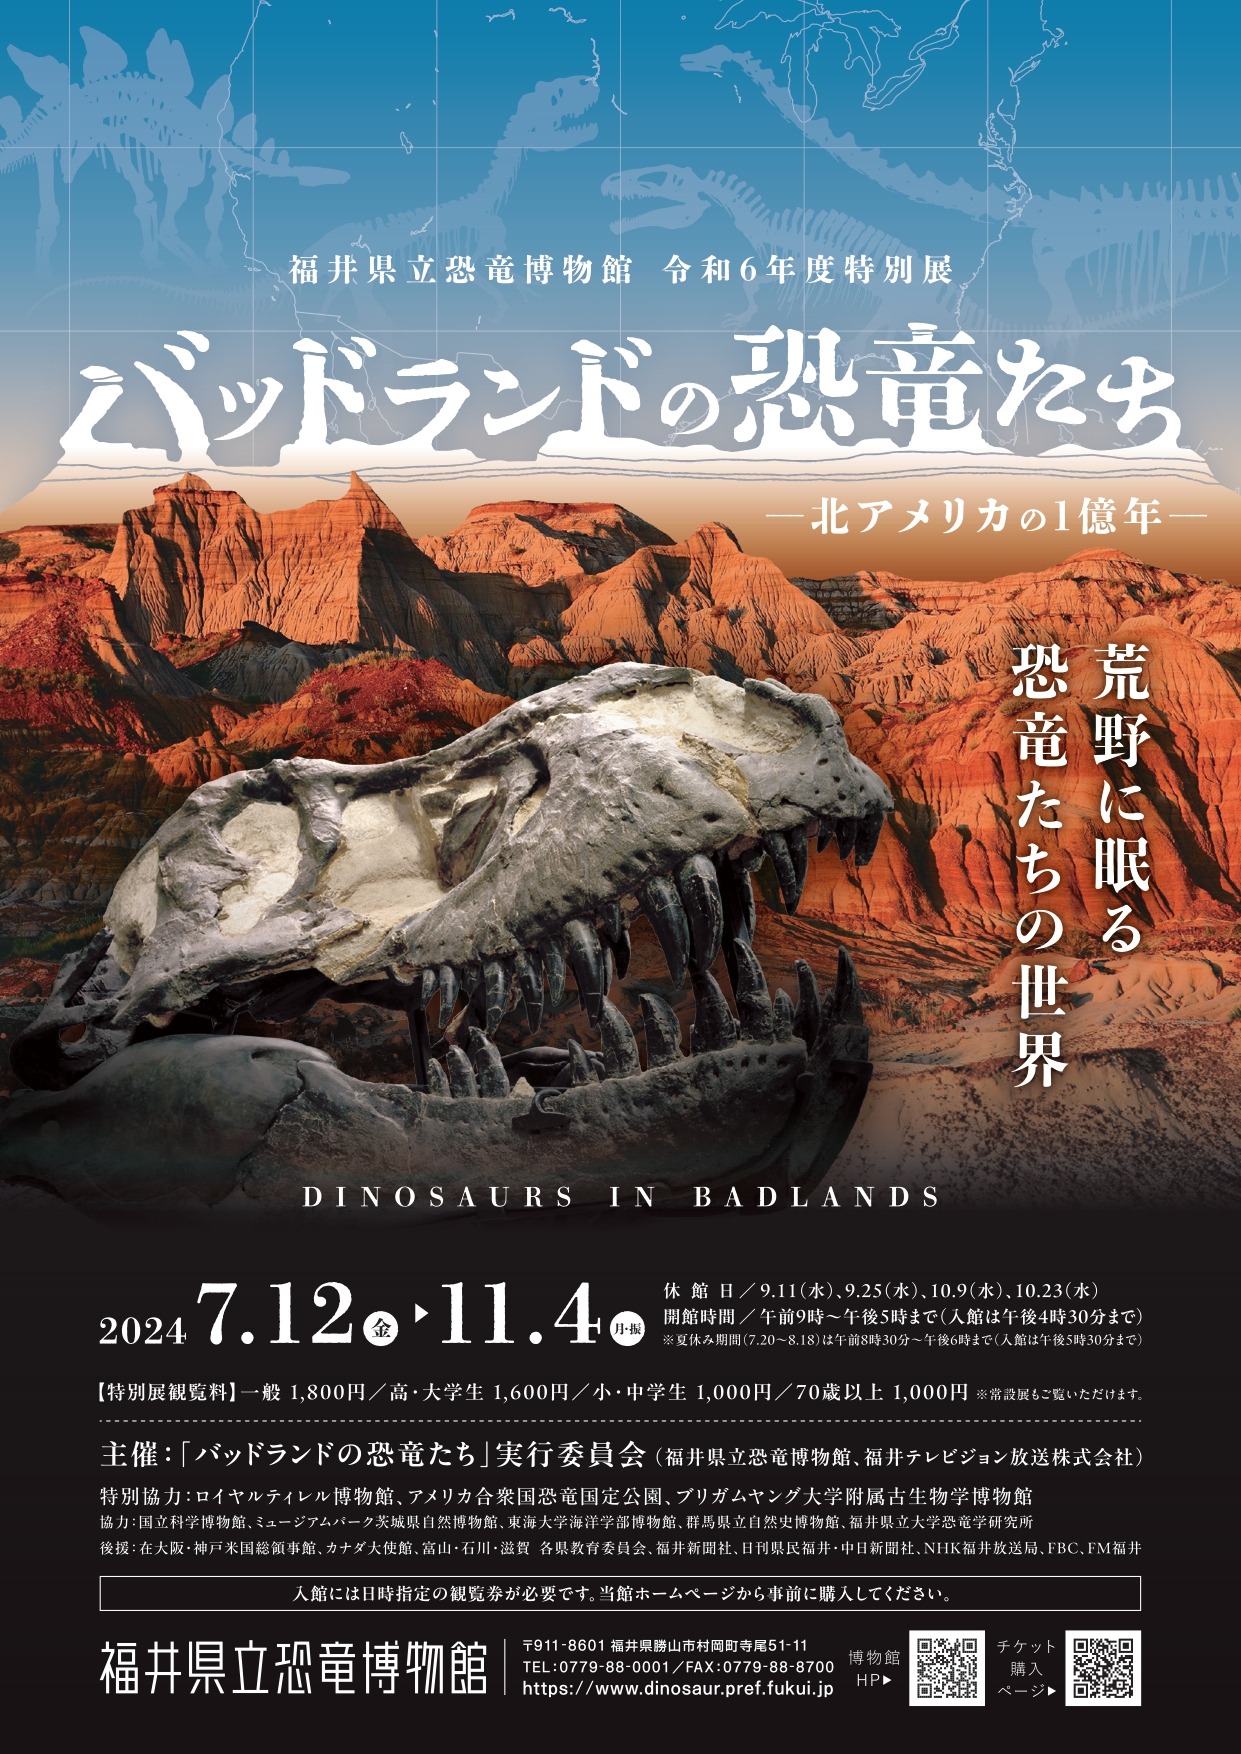 福井県立恐竜博物館 令和6年度特別展
バッドランドの恐竜たち
―北アメリカの1億年―
荒野に眠る
恐竜たちの世界
DINOSAURS IN BADLANDS
2024 7.12金▶11.4月・振
休館日／9.11(水)、9.25(水)、10.9(水)、10.23(水)
開館時間／午前9時～午後5時まで(入館は午後4時30分まで)
※夏休み期間(7.20～8.18)は午前8時30分～午後6時まで(入館は午後5時30分まで)
【特別展観覧料】一般 1,800円／高・大学生 1,600円／小・中学生 1,000円／70歳以上 1,000円 ※常設展もご覧いただけます。
主催：「バッドランドの恐竜たち」実行委員会(福井県立恐竜博物館、福井テレビジョン放送株式会社)
特別協力：ロイヤルティレル博物館、アメリカ合衆国恐竜国定公園、ブリガムヤング大学附属古生物学博物館
協力：国立科学博物館、ミュージアムパーク茨城県自然博物館、東海大学海洋学部博物館、群馬県立自然史博物館、福井県立大学恐竜学研究所
後援：在大阪・神戸米国総領事館、カナダ大使館、富山・石川・滋賀 各県教育委員会、福井新聞社、日刊県民福井・中日新聞社、NHK福井放送局、FBC、FM福井
入館には日時指定の観覧券が必要です。当館ホームページから事前に購入してください。
福井県立恐竜博物館
〒911-8601 福井県勝山市村岡町寺尾51-11
TEL:0779-88-0001／FAX:0779-88-8700
https://www.dinosaur.pref.fukui.jp
博物館
HP▶
チケット
購入
ページ▶